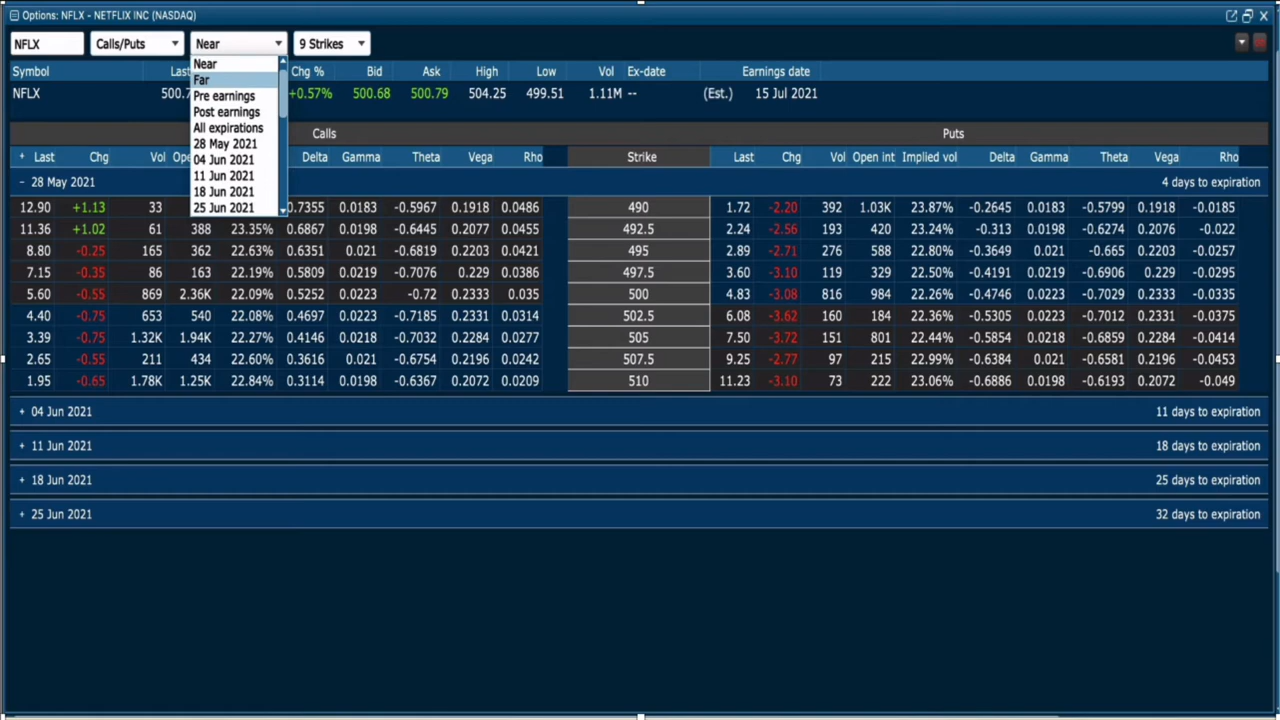 Options: NFLX - NETFLIX INC (NASDAQ)
NFLX Calls/Puts Near 9 Strikes
Near
Far
Pre earnings
Post earnings
All expirations
28 May 2021
04 Jun 2021
11 Jun 2021
18 Jun 2021
25 Jun 2021
Symbol Las Chg % Bid Ask High Low Vol Ex-date Earnings date
NFLX 500.7 +0.57% 500.68 500.79 504.25 499.51 1.11M -- (Est.) 15 Jul 2021
Calls Puts
+ Last Chg Vol Ope Delta Gamma Theta Vega Rho Strike Last Chg Vol Open int Implied vol Delta Gamma Theta Vega Rho
- 28 May 2021 4 days to expiration
12.90 +1.13 33 0.7355 0.0183 -0.5967 0.1918 0.0486 490 1.72 -2.20 392 1.03K 23.87% -0.2645 0.0183 -0.5799 0.1918 -0.0185
11.36 +1.02 61 388 23.35% 0.6867 0.0198 -0.6445 0.2077 0.0455 492.5 2.24 -2.56 193 420 23.24% -0.313 0.0198 -0.6274 0.2076 -0.022
8.80 -0.25 165 362 22.63% 0.6351 0.021 -0.6819 0.2203 0.0421 495 2.89 -2.71 276 588 22.80% -0.3649 0.021 -0.665 0.2203 -0.0257
7.15 -0.35 86 163 22.19% 0.5809 0.0219 -0.7076 0.229 0.0386 497.5 3.60 -3.10 119 329 22.50% -0.4191 0.0219 -0.6906 0.229 -0.0295
5.60 -0.55 869 2.36K 22.09% 0.5252 0.0223 -0.72 0.2333 0.035 500 4.83 -3.08 816 984 22.26% -0.4746 0.0223 -0.7029 0.2333 -0.0335
4.40 -0.75 653 540 22.08% 0.4697 0.0223 -0.7185 0.2331 0.0314 502.5 6.08 -3.62 160 184 22.36% -0.5305 0.0223 -0.7012 0.2331 -0.0375
3.39 -0.75 1.32K 1.94K 22.27% 0.4146 0.0218 -0.7032 0.2284 0.0277 505 7.50 -3.72 151 801 22.44% -0.5854 0.0219 -0.6855 0.2284 -0.0414
2.65 -0.55 211 434 22.60% 0.3616 0.021 -0.6754 0.2196 0.0242 507.5 9.25 -2.77 97 215 22.99% -0.6384 0.021 -0.6581 0.2197 -0.0453
1.95 -0.65 1.78K 1.25K 22.84% 0.3114 0.0198 -0.6367 0.2072 0.0209 510 11.23 -3.10 73 222 23.06% -0.6886 0.0198 -0.6193 0.2072 -0.049
+ 04 Jun 2021 11 days to expiration
+ 11 Jun 2021 18 days to expiration
+ 18 Jun 2021 25 days to expiration
+ 25 Jun 2021 32 days to expiration